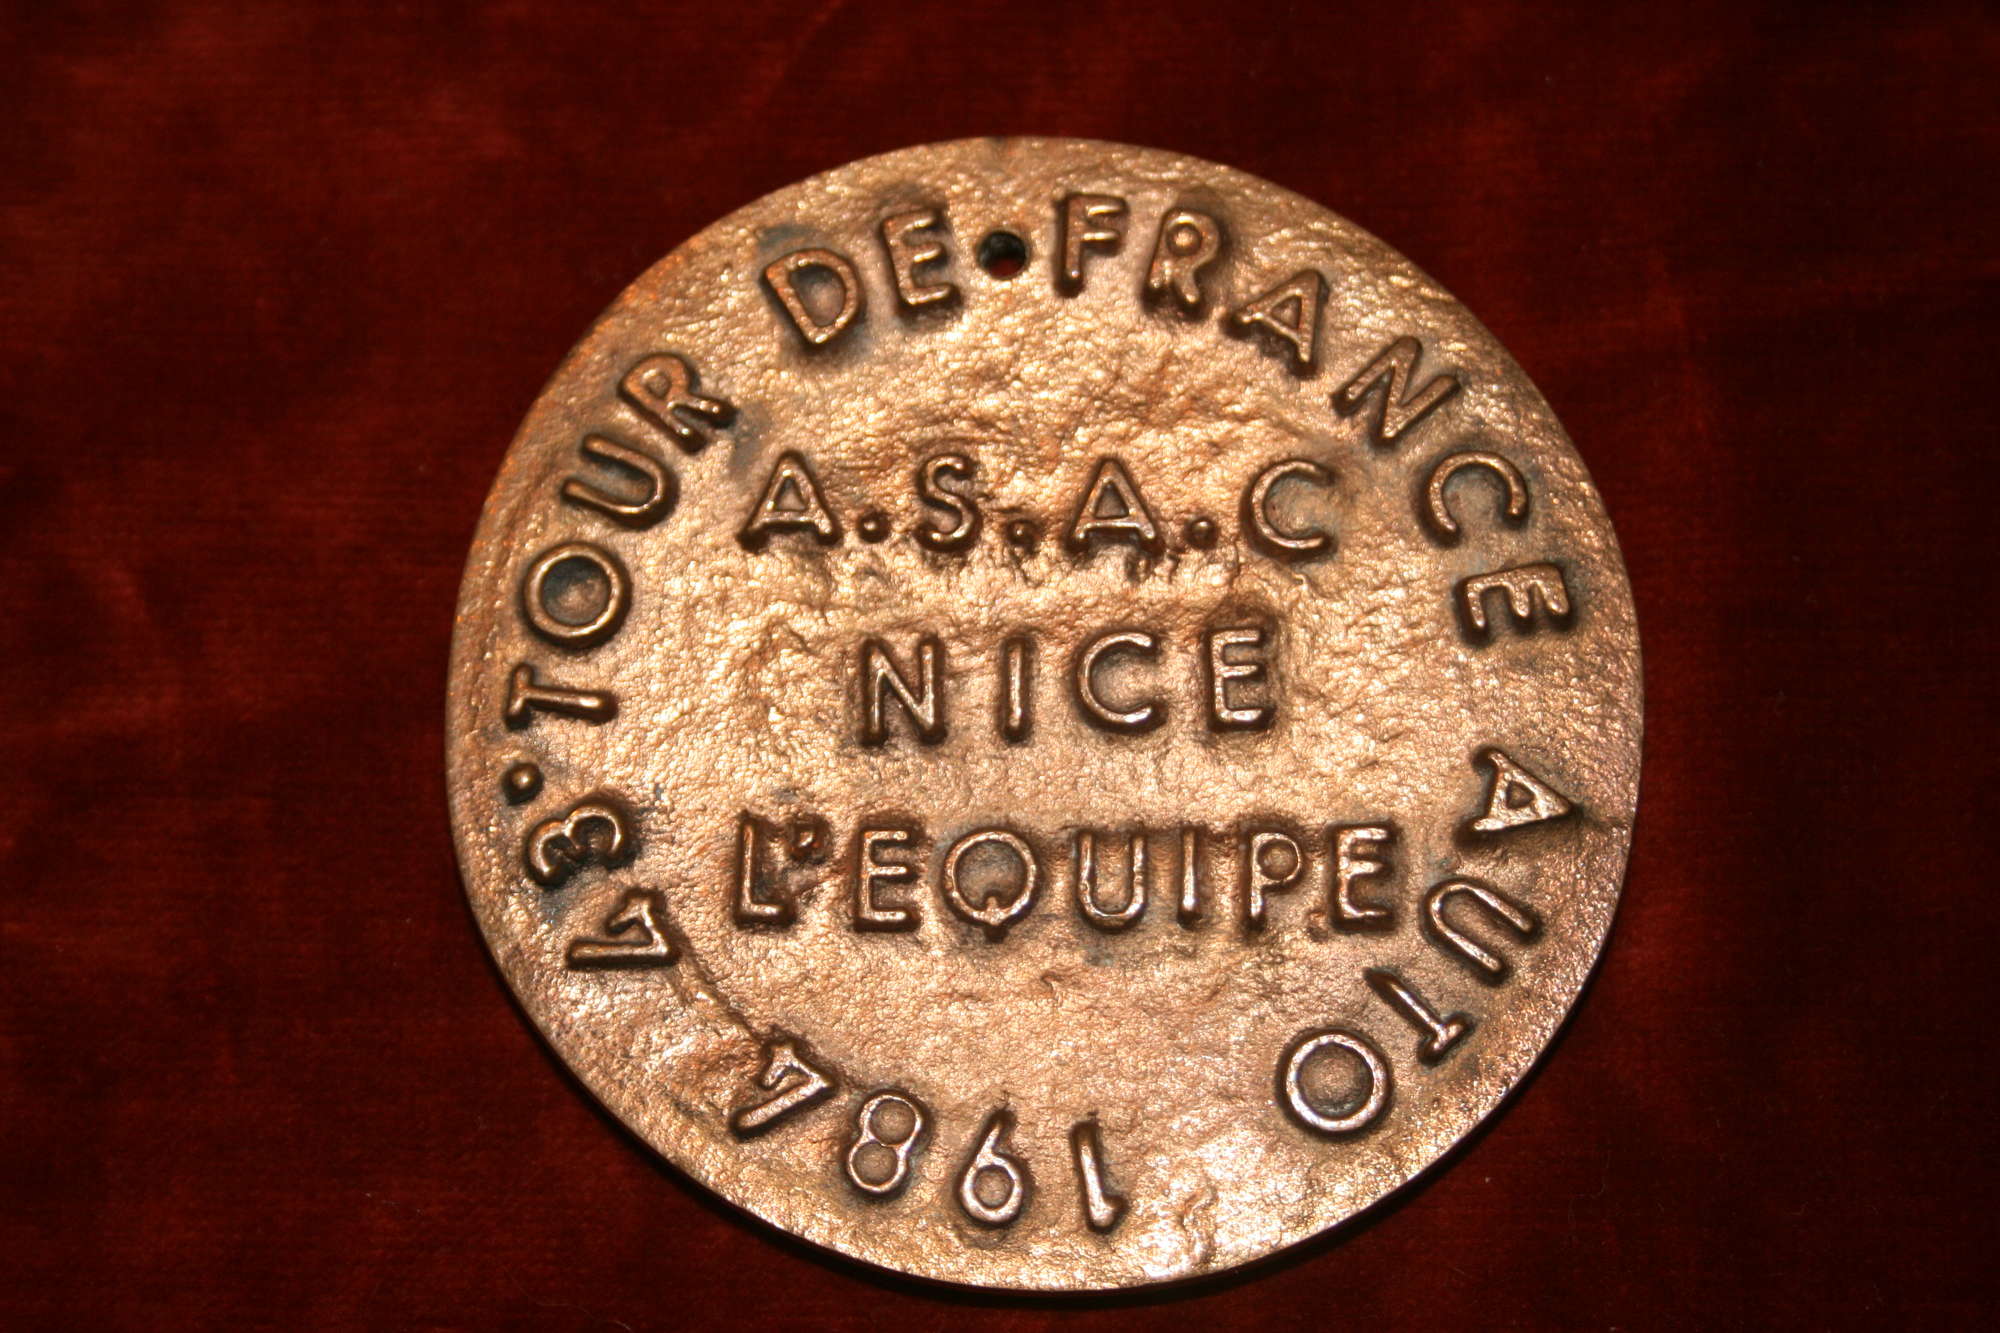 43·TOUR DE·FRANCE AUTO 1984
A.S.A.C
NICE
L'EQUIPE